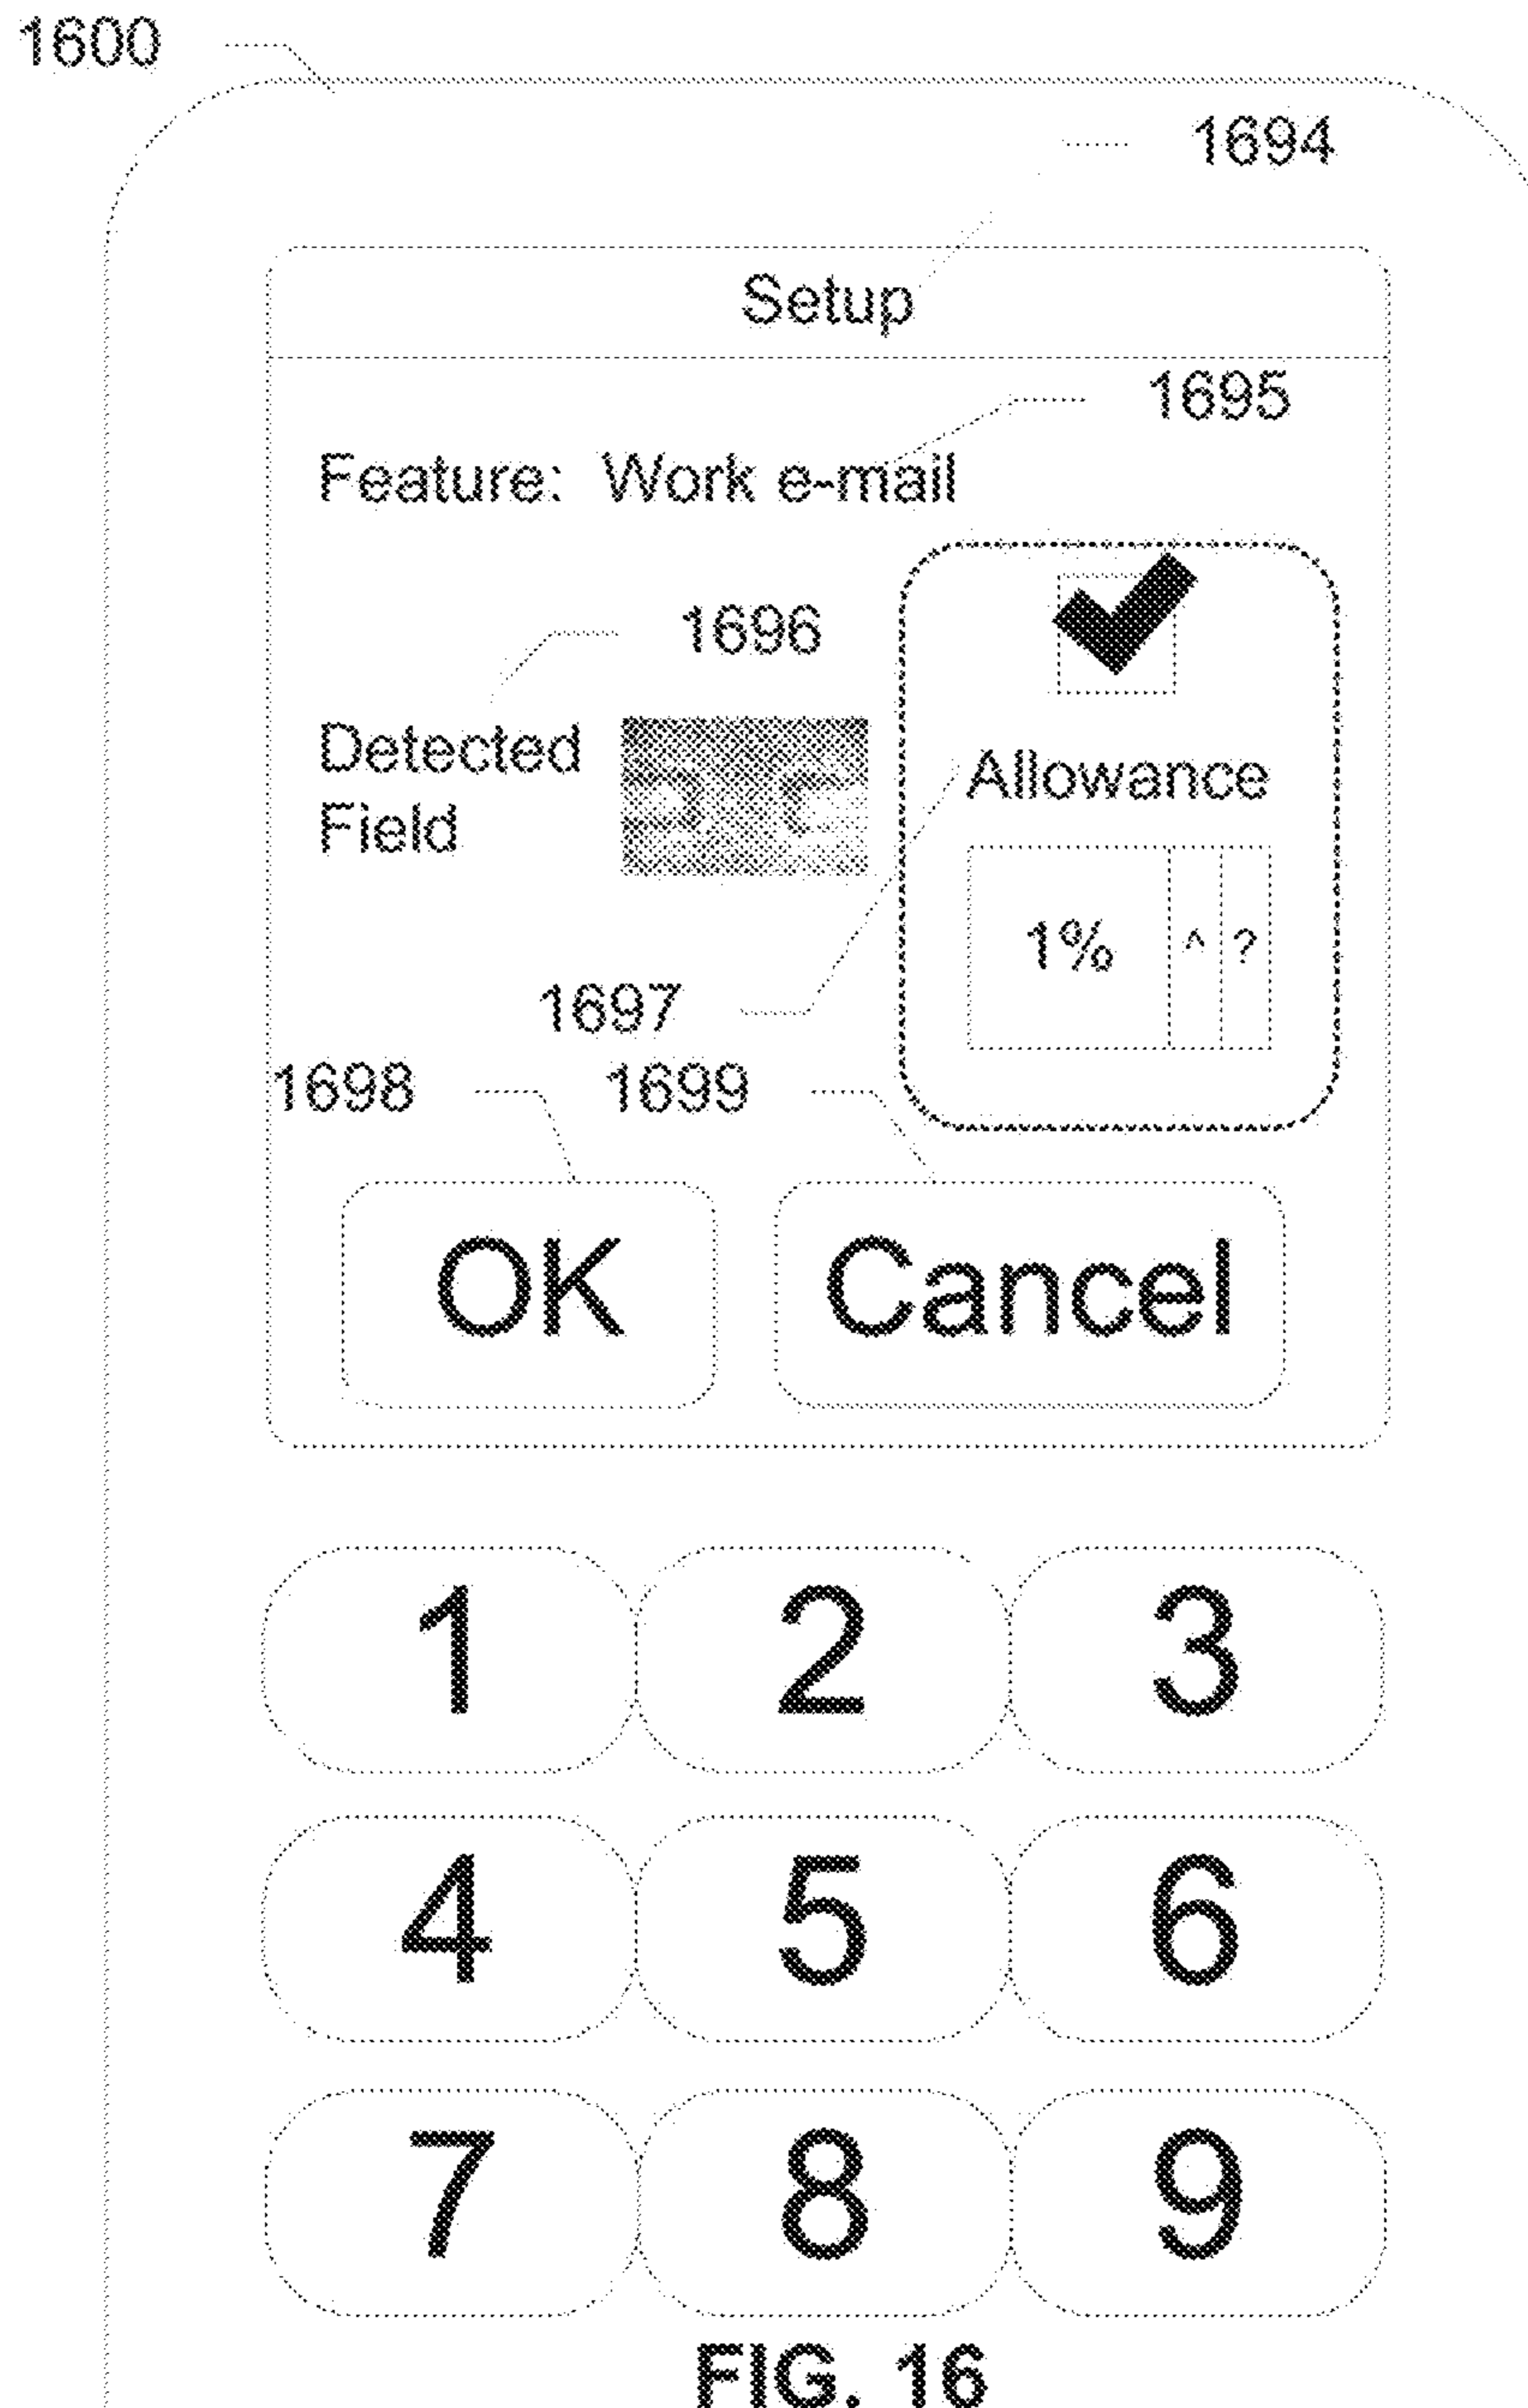 1600
1694
Setup
1695
Feature: Work e-mail
1696
Detected
Field
Allowance
1% ^ ?
1697
1698 1699
OK Cancel
1 2 3
4 5 6
7 8 9
FIG. 16